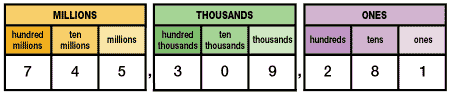 MILLIONS THOUSANDS ONES
hundred millions ten millions millions hundred thousands ten thousands thousands hundreds tens ones
7 4 5 , 3 0 9 , 2 8 1